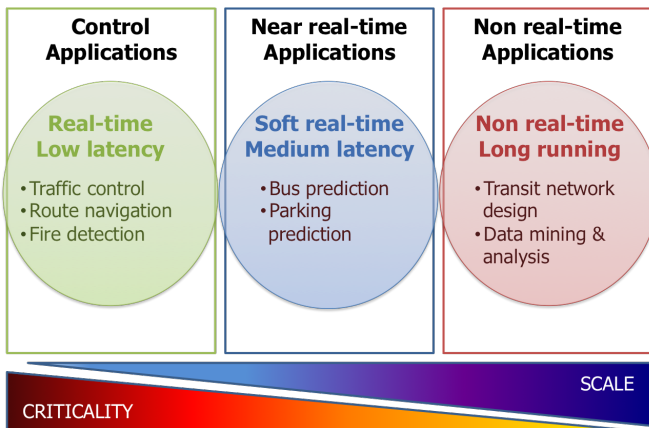 Control
Applications
Real-time
Low latency
•Traffic control
•Route navigation
•Fire detection
Near real-time
Applications
Soft real-time
Medium latency
•Bus prediction
•Parking
prediction
Non real-time
Applications
Non real-time
Long running
•Transit network
design
•Data mining &
analysis
SCALE
CRITICALITY